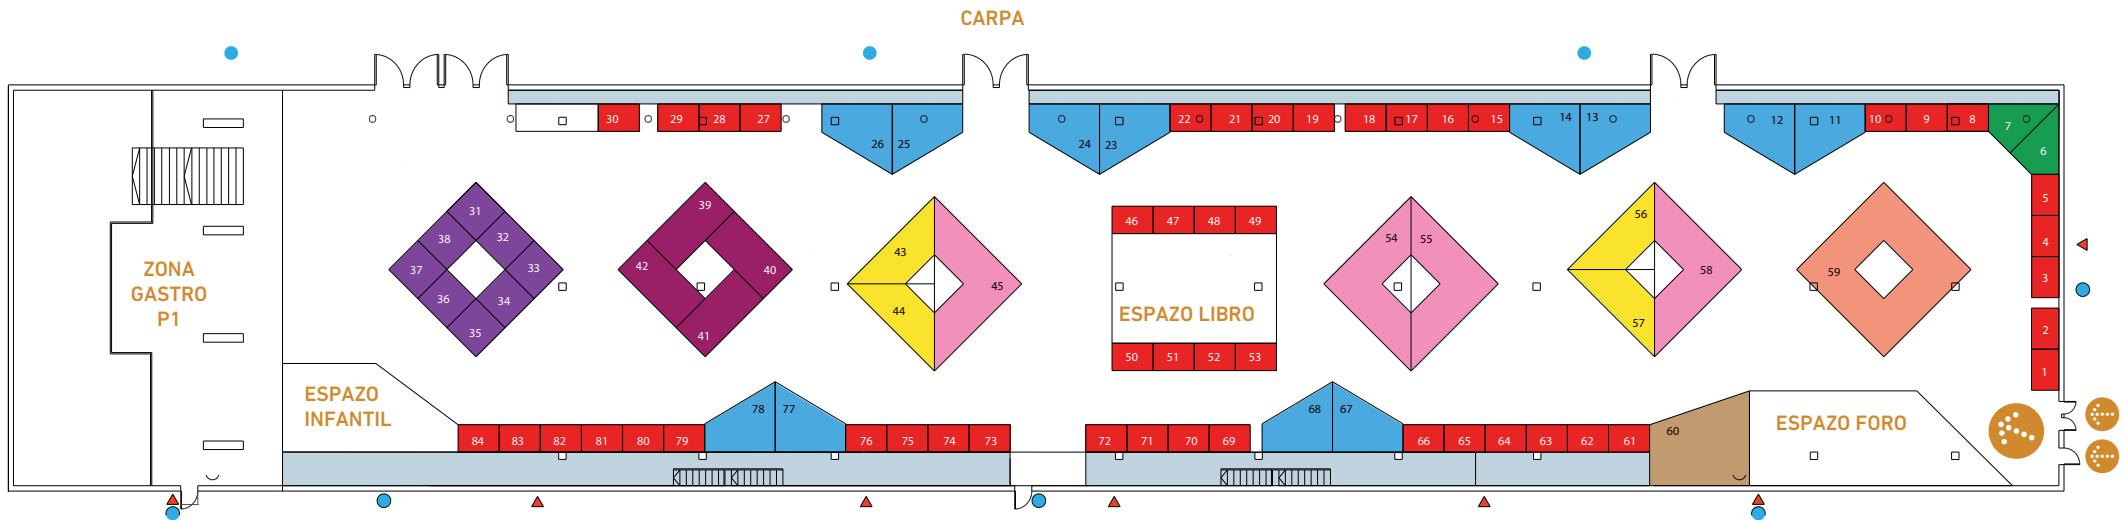 CARPA
30 29 28 27 26 25 24 23 22 21 20 19 18 17 16 15 14 13 12 11 10 9 8 7 6
31 38 32 37 33 36 34 35
39 42 40 41
43 45 44
46 47 48 49
ESPAZO LIBRO
50 51 52 53
54 55
56 58 57
59
5
4
3
2
1
ZONA
GASTRO
P1
ESPAZO
INFANTIL
84 83 82 81 80 79 78 77 76 75 74 73 72 71 70 69 68 67 66 65 64 63 62 61 60
ESPAZO FORO